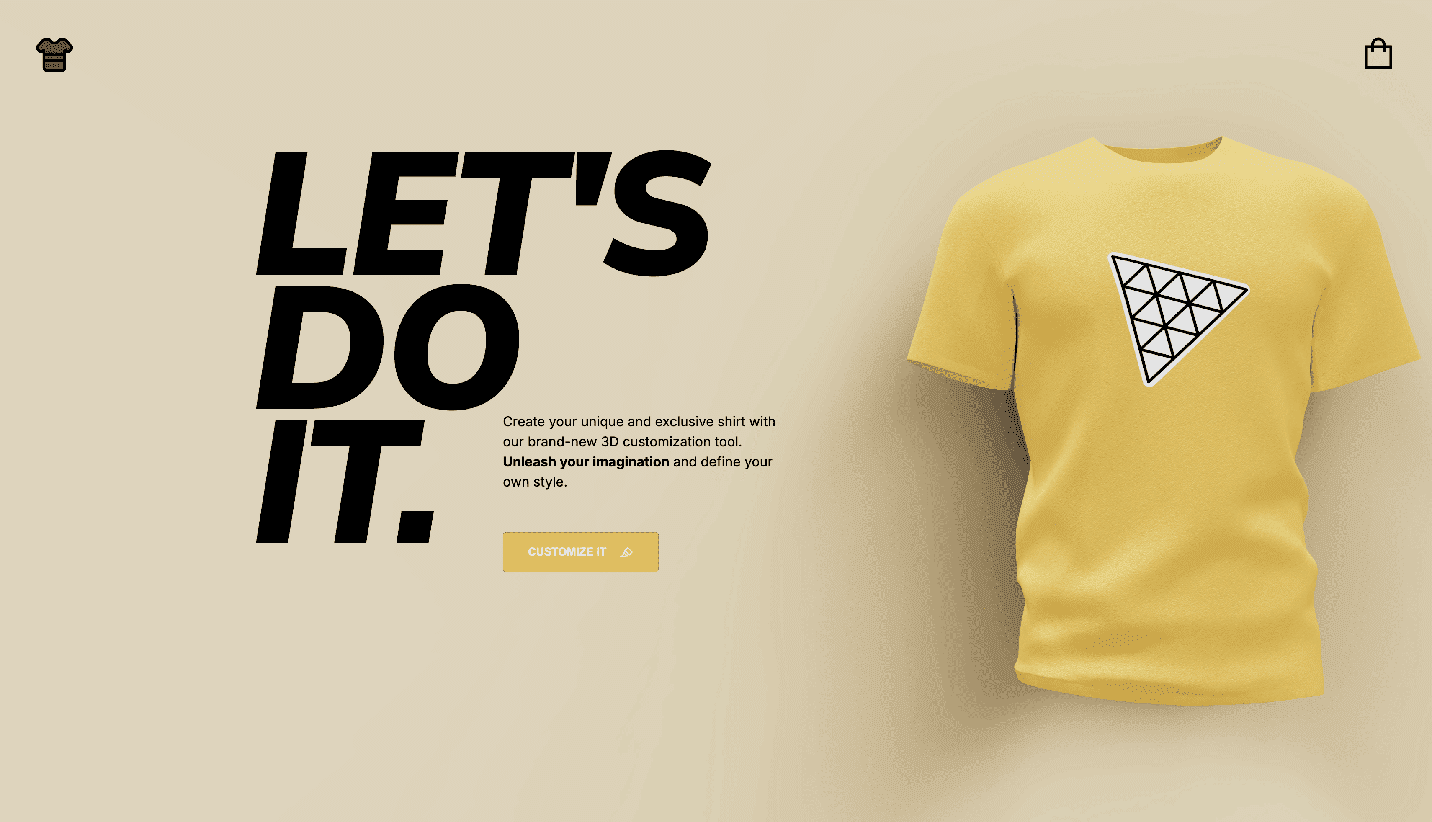 LET'S
DO
IT.
Create your unique and exclusive shirt with
our brand-new 3D customization tool.
Unleash your imagination and define your
own style.
CUSTOMIZE IT